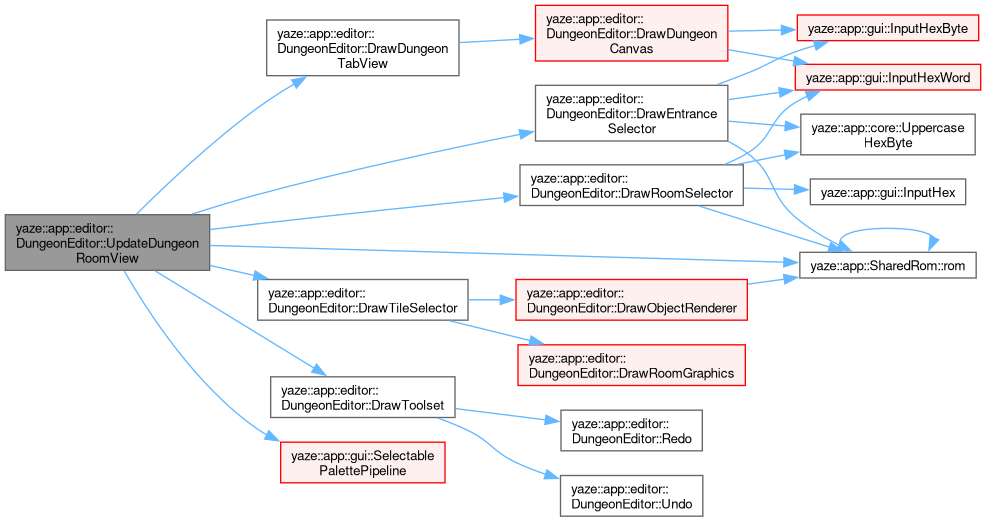 yaze::app::editor::
DungeonEditor::UpdateDungeon
RoomView
yaze::app::editor::
DungeonEditor::DrawDungeon
TabView
yaze::app::editor::
DungeonEditor::DrawDungeon
Canvas
yaze::app::gui::InputHexByte
yaze::app::gui::InputHexWord
yaze::app::editor::
DungeonEditor::DrawEntrance
Selector
yaze::app::core::Uppercase
HexByte
yaze::app::editor::
DungeonEditor::DrawRoomSelector
yaze::app::gui::InputHex
yaze::app::SharedRom::rom
yaze::app::editor::
DungeonEditor::DrawTileSelector
yaze::app::editor::
DungeonEditor::DrawObjectRenderer
yaze::app::editor::
DungeonEditor::DrawRoomGraphics
yaze::app::editor::
DungeonEditor::DrawToolset
yaze::app::editor::
DungeonEditor::Redo
yaze::app::gui::Selectable
PalettePipeline
yaze::app::editor::
DungeonEditor::Undo